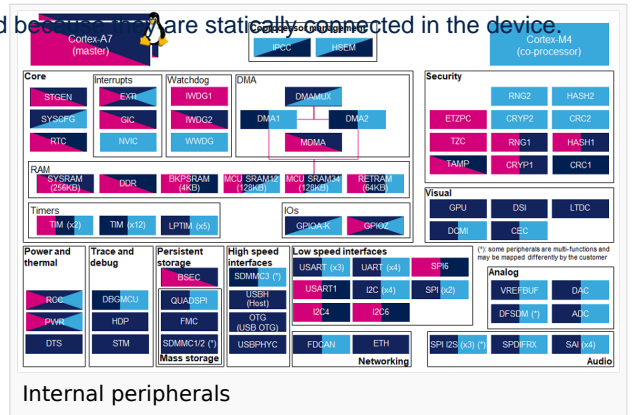 d because they are statically connected in the device.
Cortex-A7
(master)
Coprocessor management
IPCC
HSEM
Cortex-M4
(co-processor)
Core
STGEN
SYSCFG
RTC
Interrupts
EXTI
GIC
NVIC
Watchdog
IWDG1
IWDG2
WWDG
DMA
DMAMUX
DMA1
DMA2
MDMA
Security
RNG2
HASH2
ETZPC
CRYP2
CRC2
TZC
RNG1
HASH1
TAMP
CRYP1
CRC1
RAM
SYSRAM
(256KB)
DDR
BKPSRAM
(4KB)
MCU SRAM12
(128KB)
MCU SRAM34
(128KB)
RETRAM
(64KB)
Timers
TIM (x2)
TIM (x12)
LPTIM (x5)
IOs
GPIOA-K
GPIOZ
Visual
GPU
DSI
LTDC
DCMI
CEC
Power and
thermal
RCC
PWR
DTS
Trace and
debug
DBGMCU
HDP
STM
Persistent
storage
BSEC
QUADSPI
FMC
SDMMC1/2 (*)
Mass storage
High speed
interfaces
SDMMC3 (*)
USBH
(Host)
OTG
(USB OTG)
USBPHYC
Low speed interfaces
USART (x3)
UART (x4)
SPI6
USART1
I2C (x4)
SPI (x2)
I2C4
I2C6
FDCAN
ETH
Networking
(*): some peripherals are multi-functions and
may be mapped differently by the customer
Analog
VREFBUF
DAC
DFSDM (*)
ADC
SPI I2S (x3) (*)
SPDIFRX
SAI (x4)
Audio
Internal peripherals